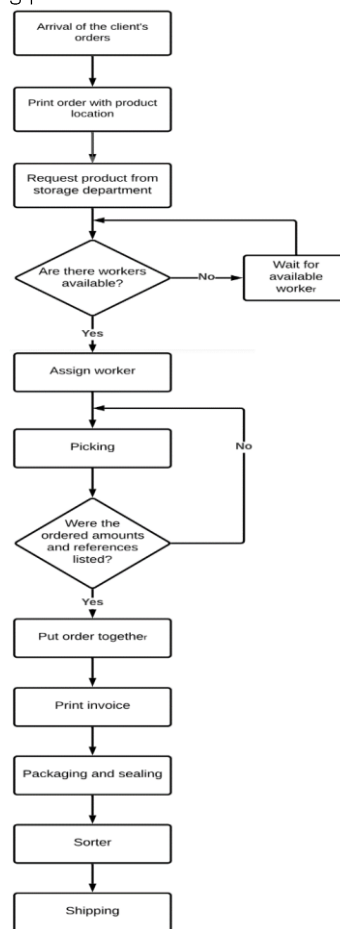 Arrival of the client's
orders
Print order with product
location
Request product from
storage department
Are there workers
available?
No
Wait for
available
worker
Yes
Assign worker
Picking
No
Were the
ordered amounts
and references
listed?
Yes
Put order together
Print invoice
Packaging and sealing
Sorter
Shipping